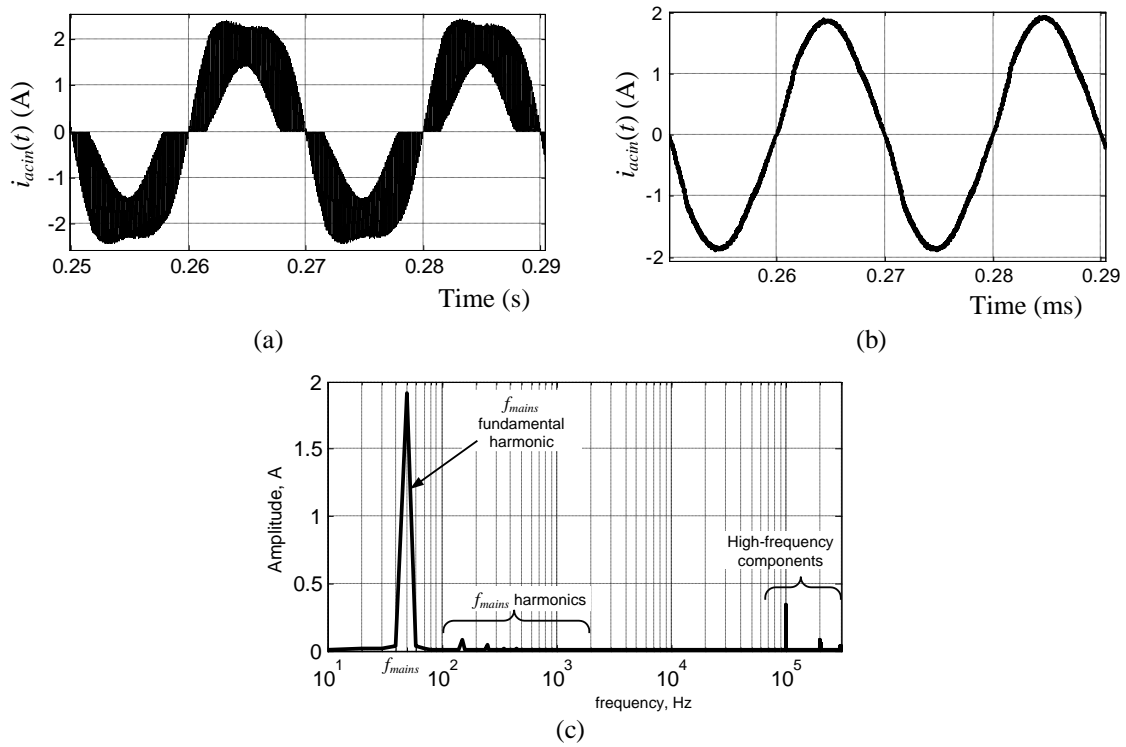 2
1
0
-1
-2
i_acin(t) (A)
0.25 0.26 0.27 0.28 0.29
Time (s)
(a)
2
1
0
-1
-2
i_acin(t) (A)
0.26 0.27 0.28 0.29
Time (ms)
(b)
2
1.5
1
0.5
0
Amplitude, A
f_mains
fundamental
harmonic
f_mains harmonics
High-frequency
components
10^1 f_mains 10^2 10^3 10^4 10^5
frequency, Hz
(c)